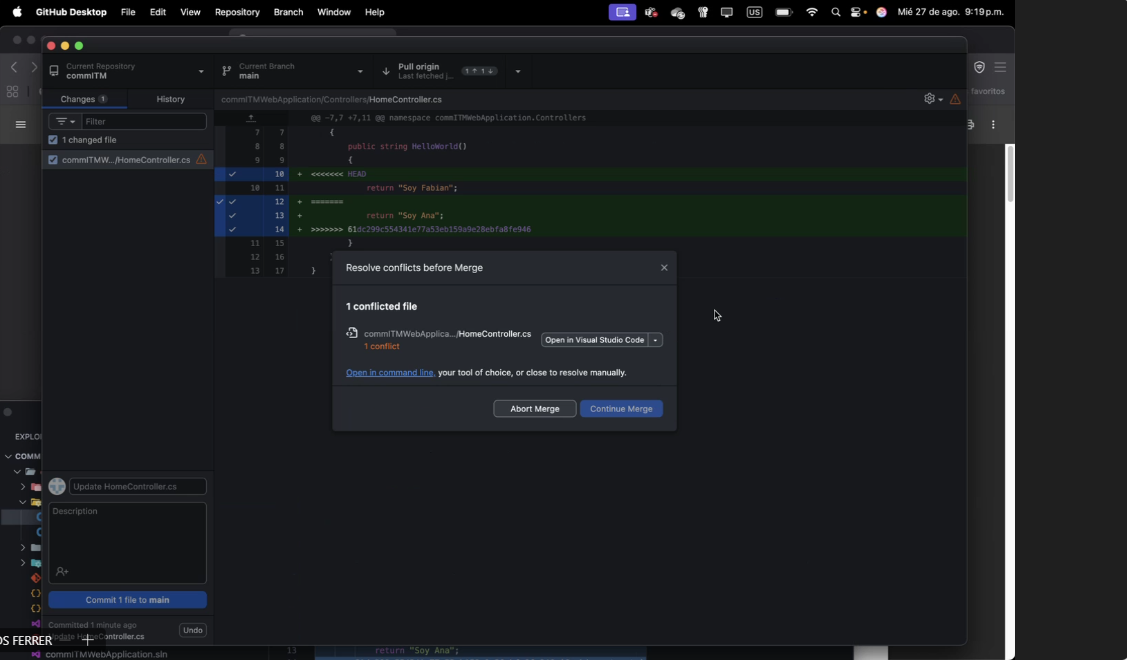 GitHub Desktop File Edit View Repository Branch Window Help
US
Mié 27 de ago. 9:19 p.m.
Current Repository
commITM
Current Branch
main
Pull origin
Last fetched j...
1 1
Changes 1
History
commITMWebApplication/Controllers/HomeController.cs
favoritos
Filter
1 changed file
commITMW.../HomeController.cs
@@ -7,7 +7,11 @@ namespace commITMWebApplication.Controllers
7 7 {
8 8 public string HelloWorld()
9 9 {
10 + <<<<<<< HEAD
10 11 return "Soy Fabian";
12 + =======
13 + return "Soy Ana";
14 + >>>>>>> 61dc299c554341e77a53eb159a9e28ebfa8fe946
11 15 }
12 16
13 17 }
Resolve conflicts before Merge
1 conflicted file
commITMWebApplica.../HomeController.cs
1 conflict
Open in Visual Studio Code
Open in command line, your tool of choice, or close to resolve manually.
Abort Merge
Continue Merge
EXPLO
COMM
Update HomeController.cs
Description
Commit 1 file to main
Committed 1 minute ago
Update HomeController.cs
Undo
OS FERRER
commITMWebApplication.sln
13 return "Soy Ana";